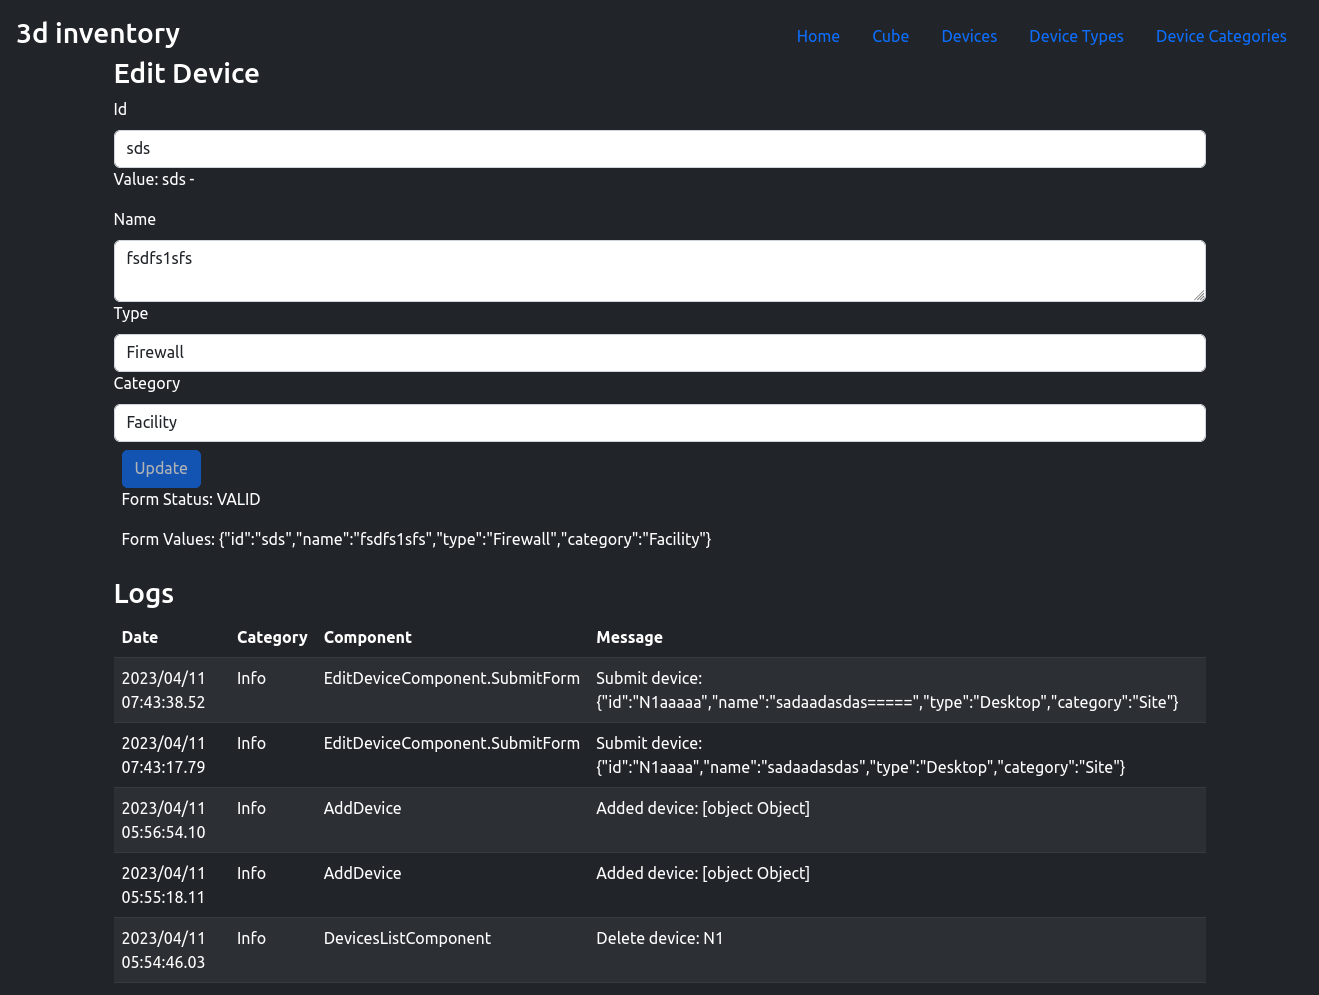 3d inventory
Home Cube Devices Device Types Device Categories
Edit Device
Id
sds
Value: sds -
Name
fsdfs1sfs
Type
Firewall
Category
Facility
Update
Form Status: VALID
Form Values: {"id":"sds","name":"fsdfs1sfs","type":"Firewall","category":"Facility"}
Logs
Date Category Component Message
2023/04/11 Info EditDeviceComponent.SubmitForm Submit device:
07:43:38.52 {"id":"N1aaaaa","name":"sadaadasdas=====","type":"Desktop","category":"Site"}
2023/04/11 Info EditDeviceComponent.SubmitForm Submit device:
07:43:17.79 {"id":"N1aaaa","name":"sadaadasdas","type":"Desktop","category":"Site"}
2023/04/11 Info AddDevice Added device: [object Object]
05:56:54.10
2023/04/11 Info AddDevice Added device: [object Object]
05:55:18.11
2023/04/11 Info DevicesListComponent Delete device: N1
05:54:46.03